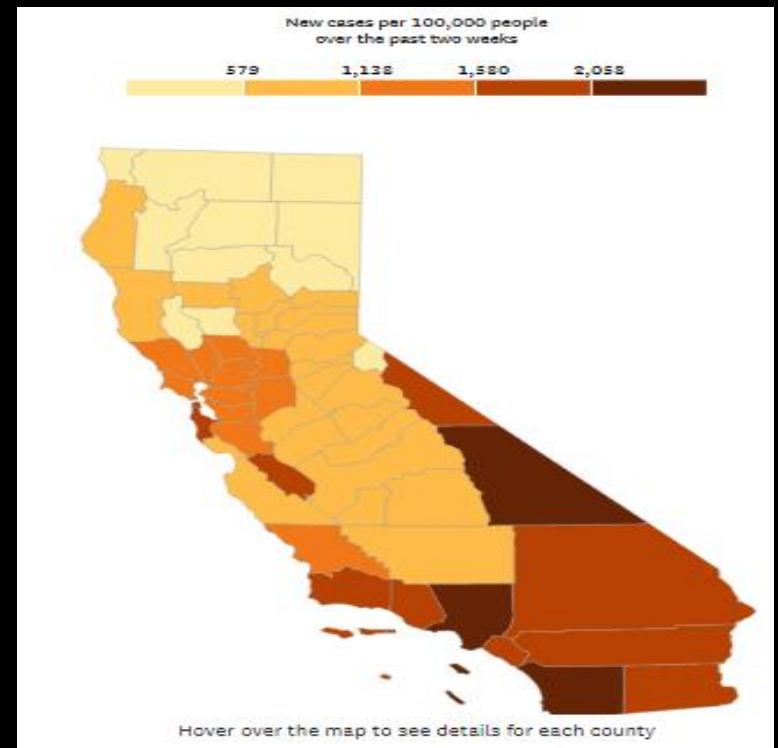 New cases per 100,000 people
over the past two weeks
579 1,138 1,580 2,058
Hover over the map to see details for each county